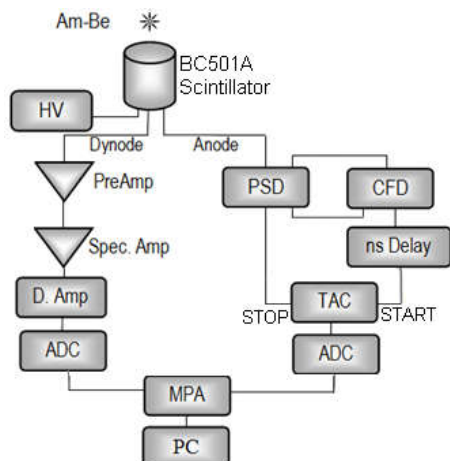 Am-Be
BC501A
Scintillator
HV
Dynode
Anode
PreAmp
PSD
CFD
Spec. Amp
ns Delay
D. Amp
TAC
STOP
START
ADC
ADC
MPA
PC